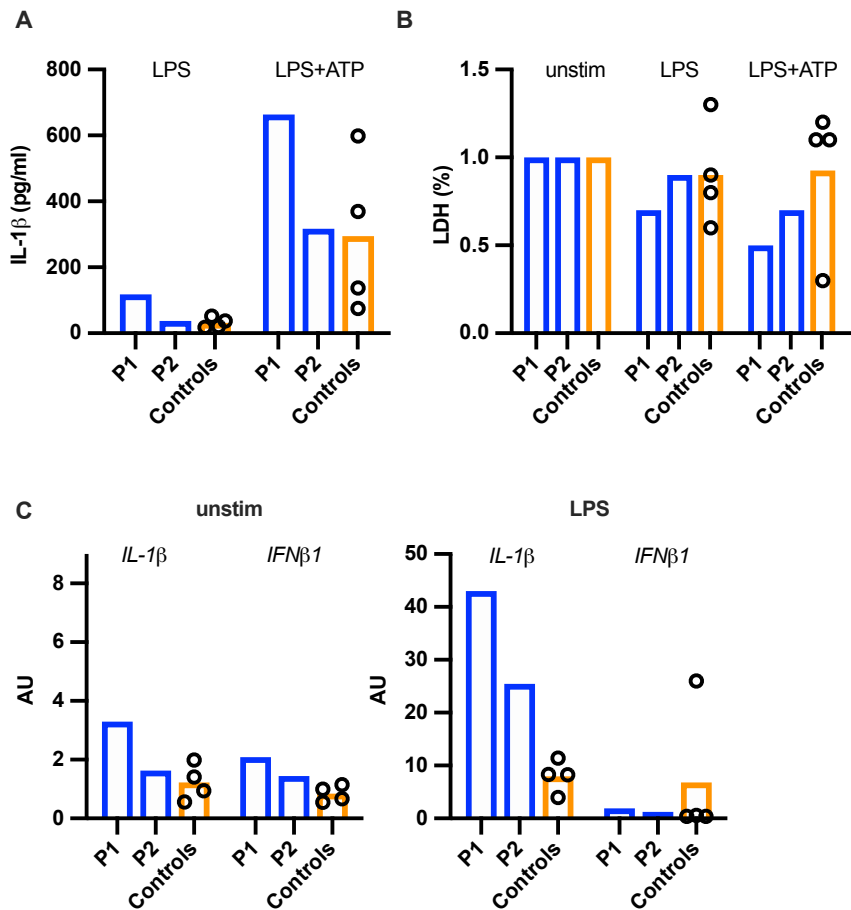 A
LPS
LPS+ATP
IL-1β (pg/ml)
800
600
400
200
0
P1
P2
Controls
P1
P2
Controls
B
unstim
LPS
LPS+ATP
LDH (%)
1.5
1.0
0.5
0.0
P1
P2
Controls
P1
P2
Controls
P1
P2
Controls
C
unstim
IL-1β
IFNβ1
AU
8
6
4
2
0
P1
P2
Controls
P1
P2
Controls
LPS
IL-1β
IFNβ1
AU
50
40
30
20
10
0
P1
P2
Controls
P1
P2
Controls